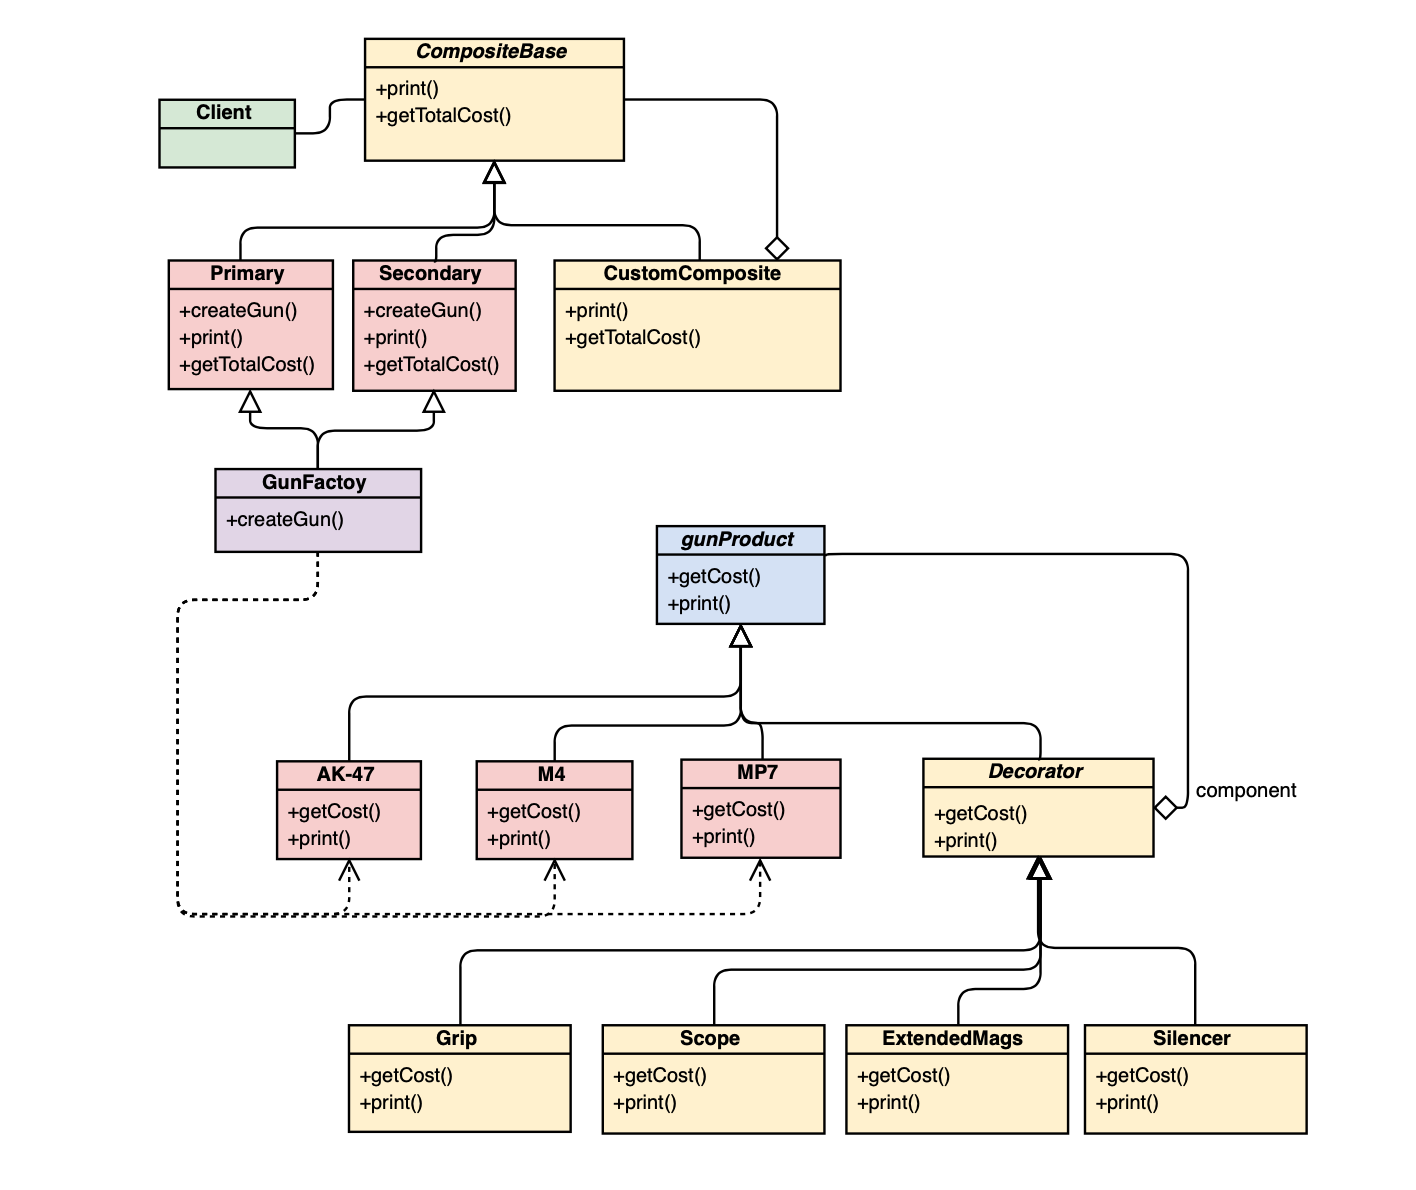 CompositeBase
+print()
+getTotalCost()
Client
Primary
+createGun()
+print()
+getTotalCost()
Secondary
+createGun()
+print()
+getTotalCost()
CustomComposite
+print()
+getTotalCost()
GunFactoy
+createGun()
gunProduct
+getCost()
+print()
AK-47
+getCost()
+print()
M4
+getCost()
+print()
MP7
+getCost()
+print()
Decorator
+getCost()
+print()
component
Grip
+getCost()
+print()
Scope
+getCost()
+print()
ExtendedMags
+getCost()
+print()
Silencer
+getCost()
+print()